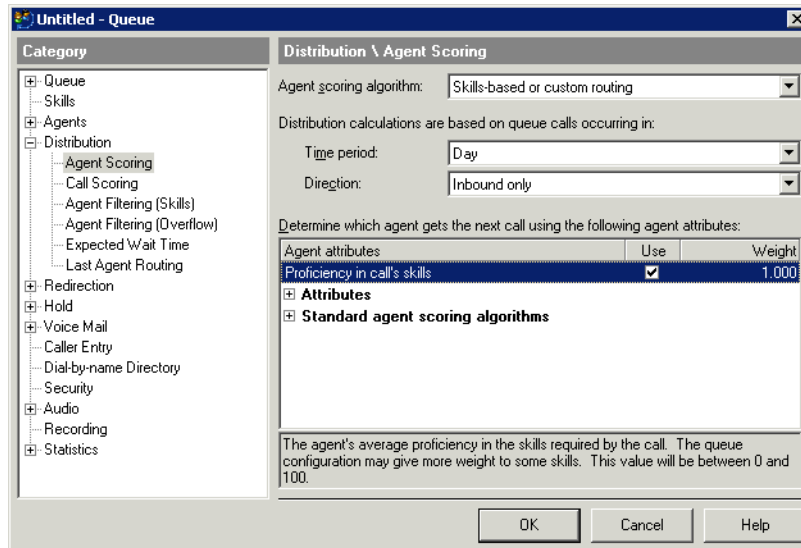 Untitled - Queue
Category
Queue
Skills
Agents
Distribution
Agent Scoring
Call Scoring
Agent Filtering (Skills)
Agent Filtering (Overflow)
Expected Wait Time
Last Agent Routing
Redirection
Hold
Voice Mail
Caller Entry
Dial-by-name Directory
Security
Audio
Recording
Statistics
Distribution \ Agent Scoring
Agent scoring algorithm: Skills-based or custom routing
Distribution calculations are based on queue calls occurring in:
Time period: Day
Direction: Inbound only
Determine which agent gets the next call using the following agent attributes:
Agent attributes Use Weight
Proficiency in call's skills 1.000
Attributes
Standard agent scoring algorithms
The agent's average proficiency in the skills required by the call. The queue
configuration may give more weight to some skills. This value will be between 0 and
100.
OK Cancel Help